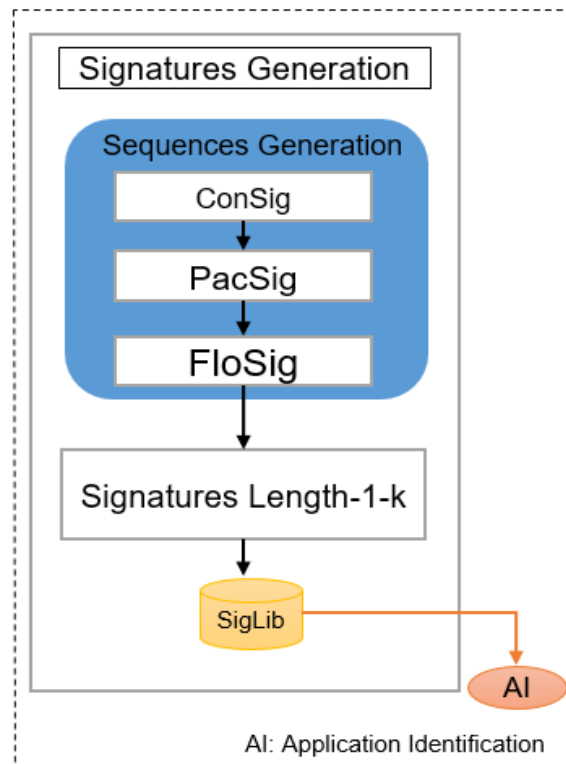 Signatures Generation
Sequences Generation
ConSig
PacSig
FloSig
Signatures Length-1-k
SigLib
AI
AI: Application Identification